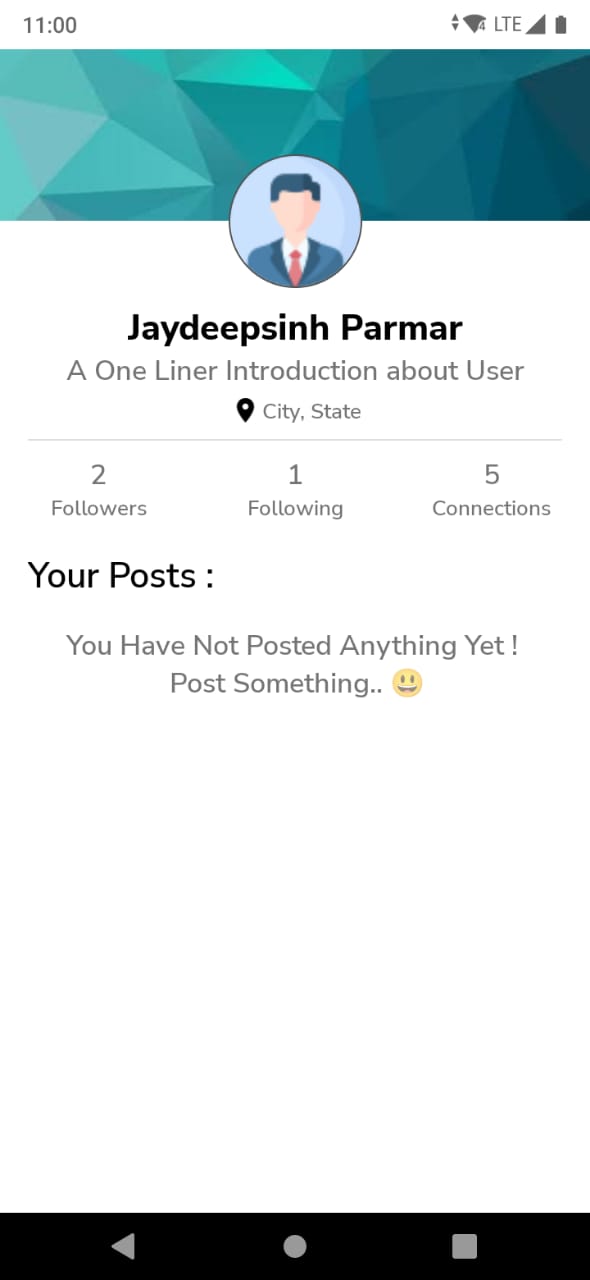 11:00
LTE
Jaydeepsinh Parmar
A One Liner Introduction about User
City, State
2 1 5
Followers Following Connections
Your Posts :
You Have Not Posted Anything Yet !
Post Something.. 😃